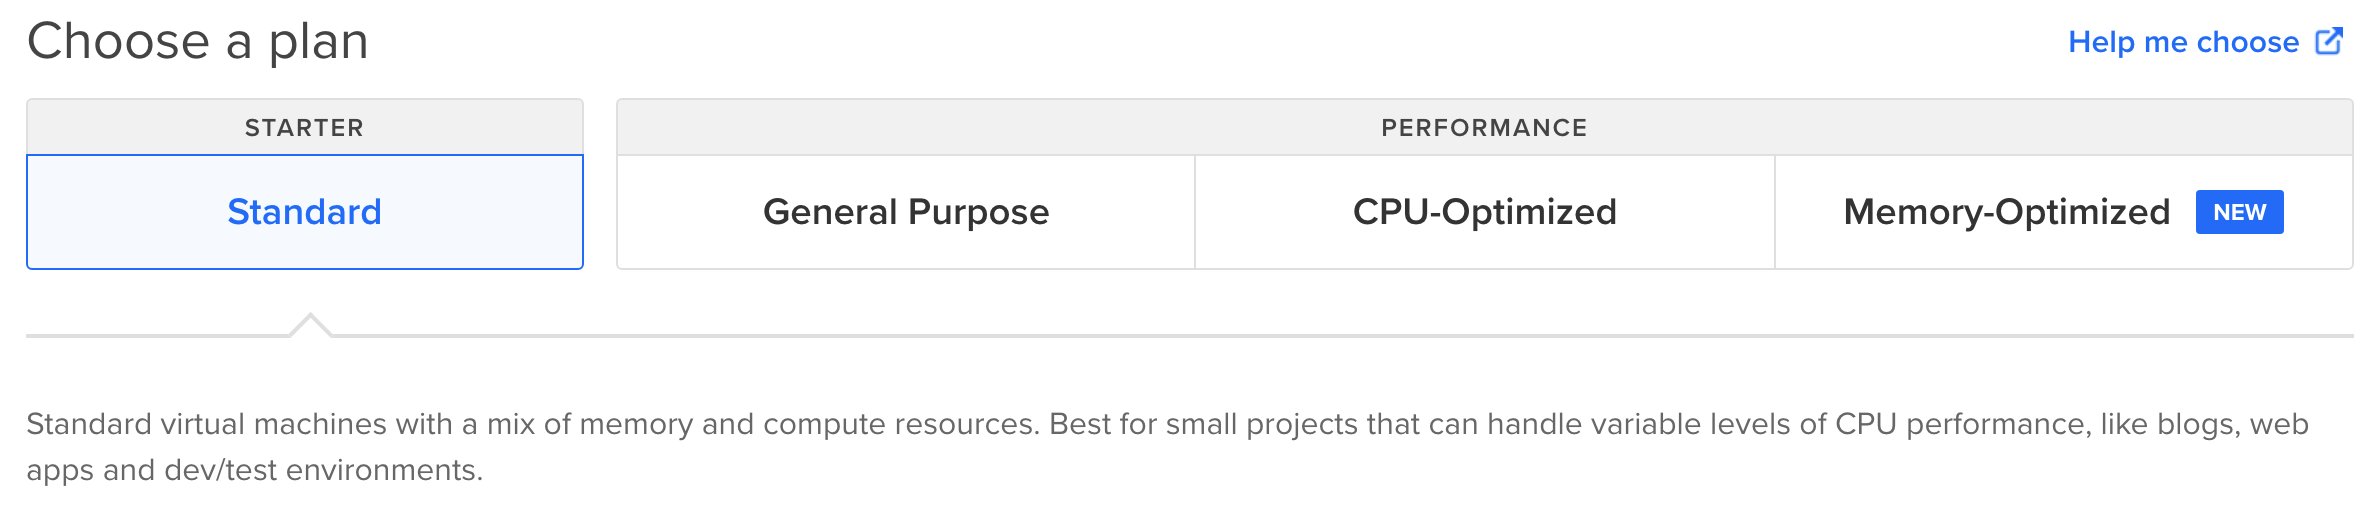 Choose a plan
Help me choose
STARTER
PERFORMANCE
Standard
General Purpose
CPU-Optimized
Memory-Optimized NEW
Standard virtual machines with a mix of memory and compute resources. Best for small projects that can handle variable levels of CPU performance, like blogs, web
apps and dev/test environments.